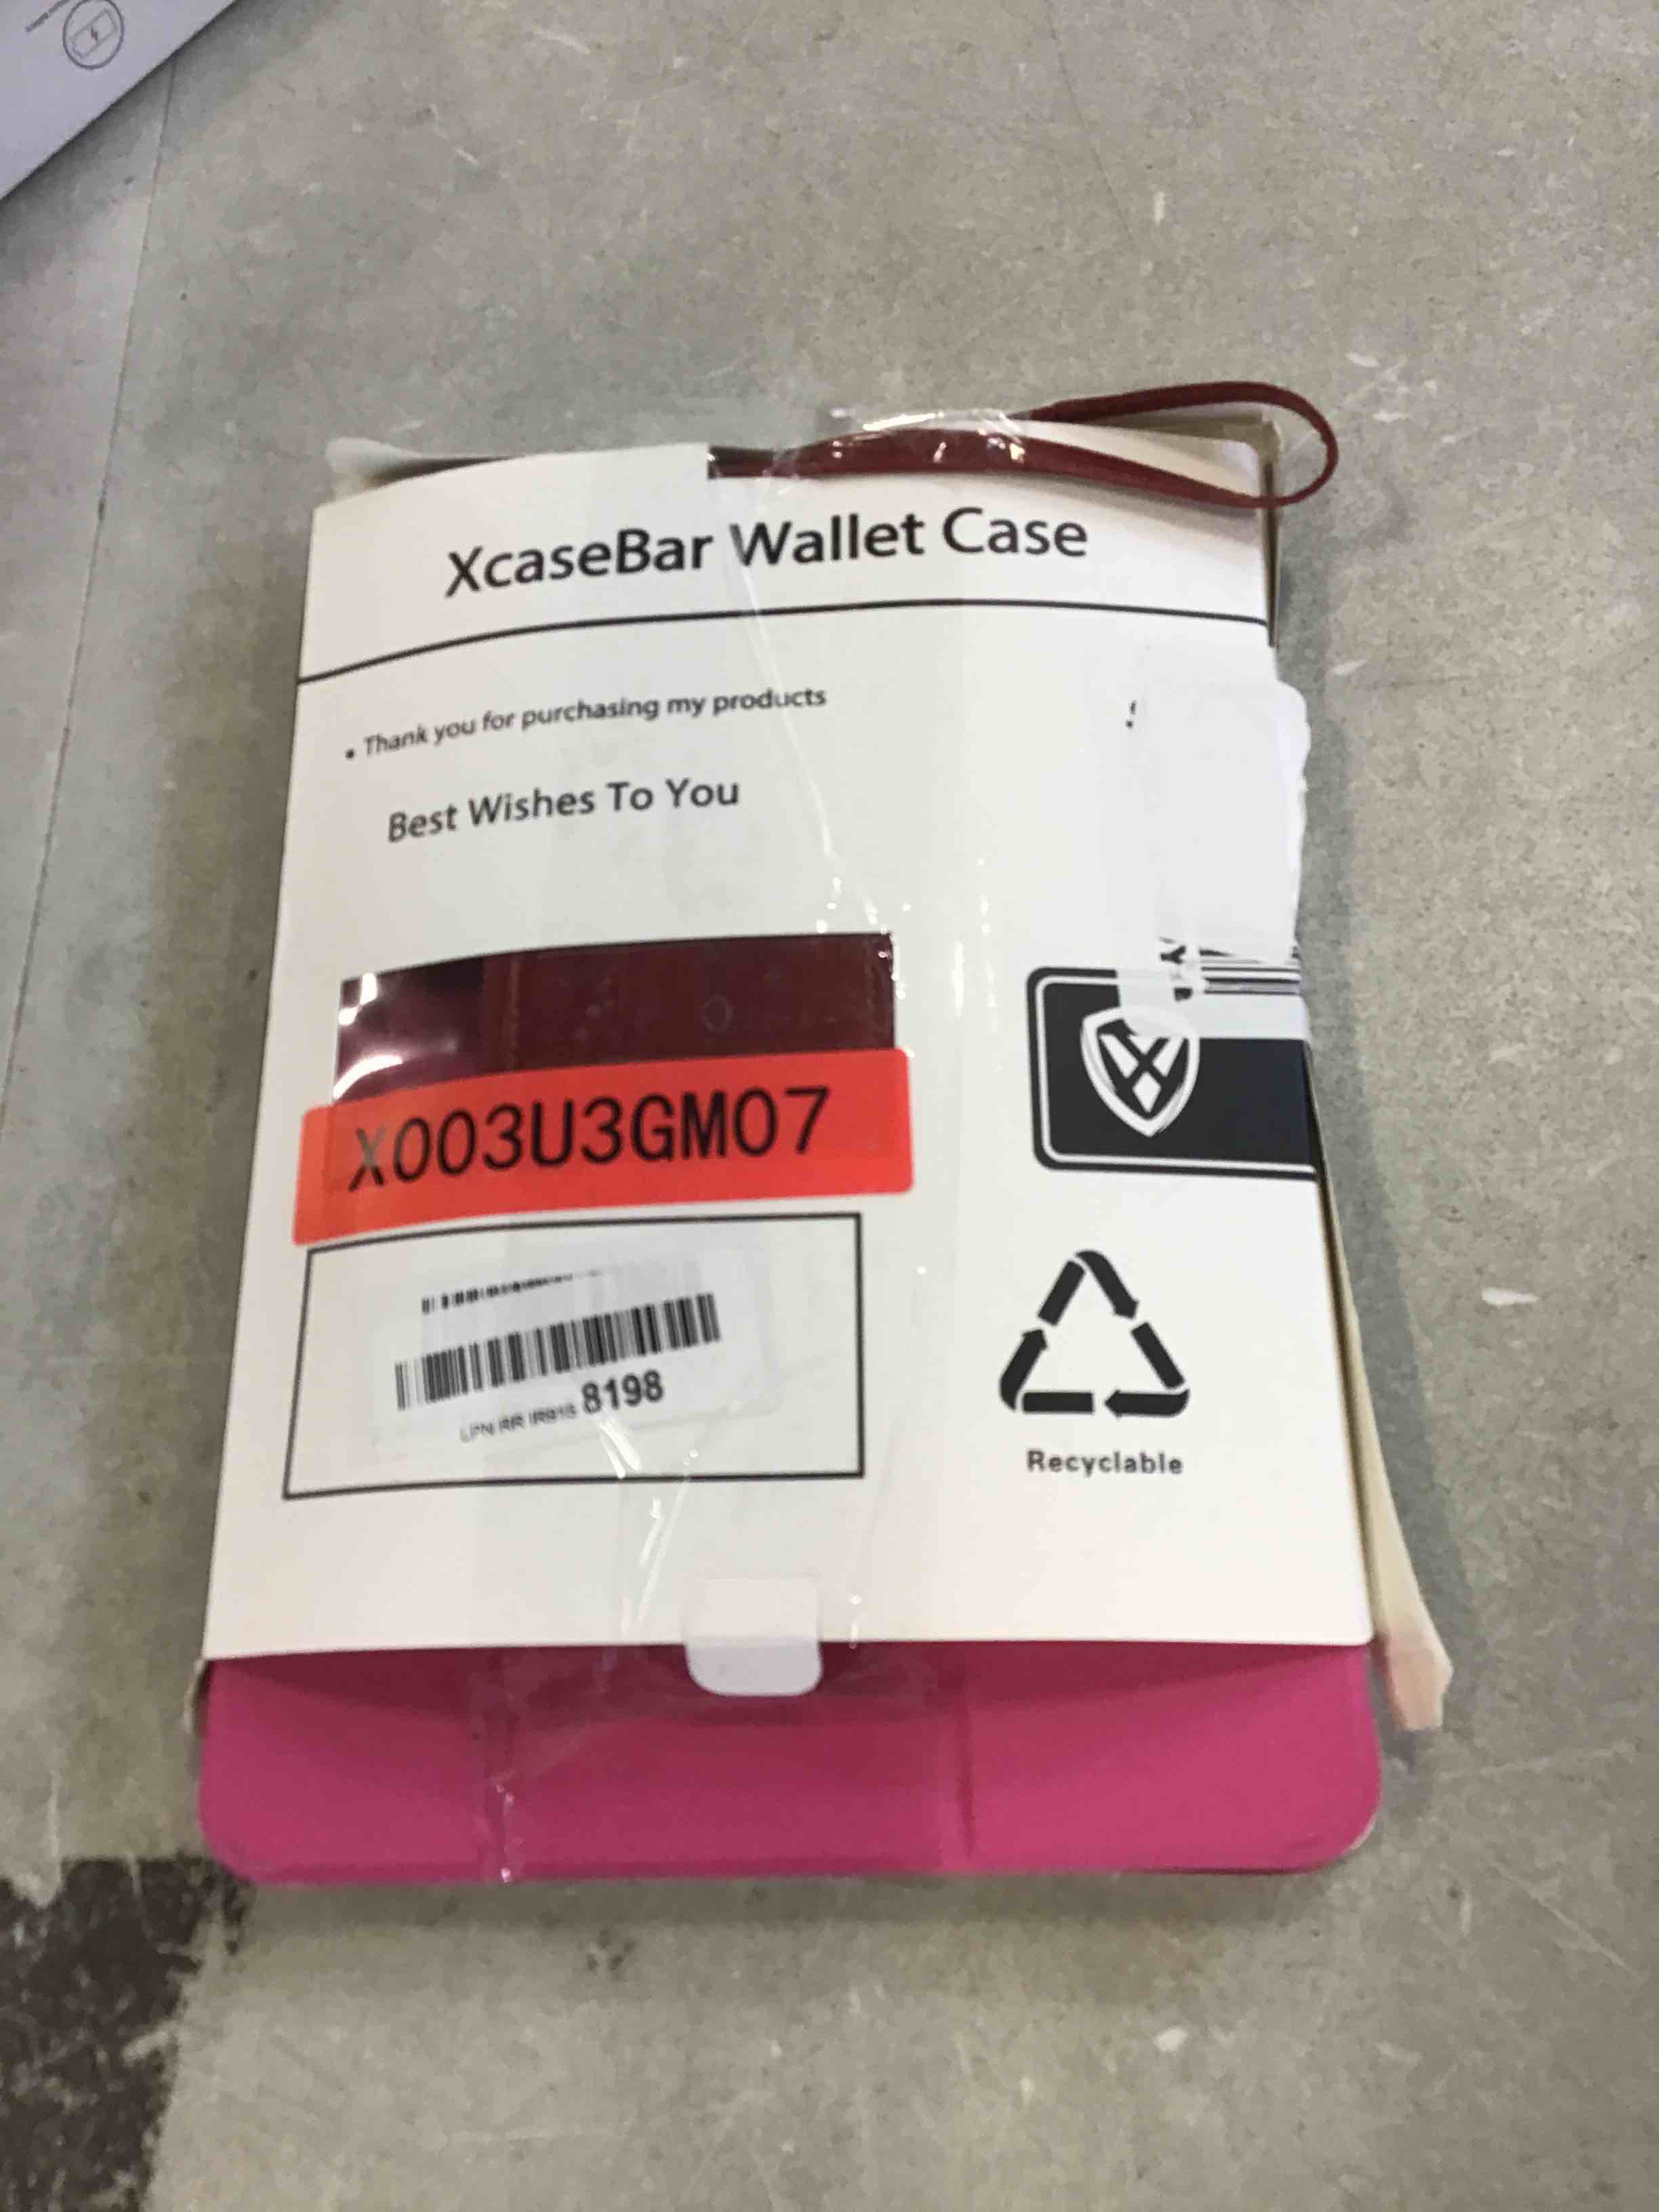 XcaseBar Wallet Case
• Thank you for purchasing my products
Best Wishes To You
X003U3GM07
8198
Recyclable